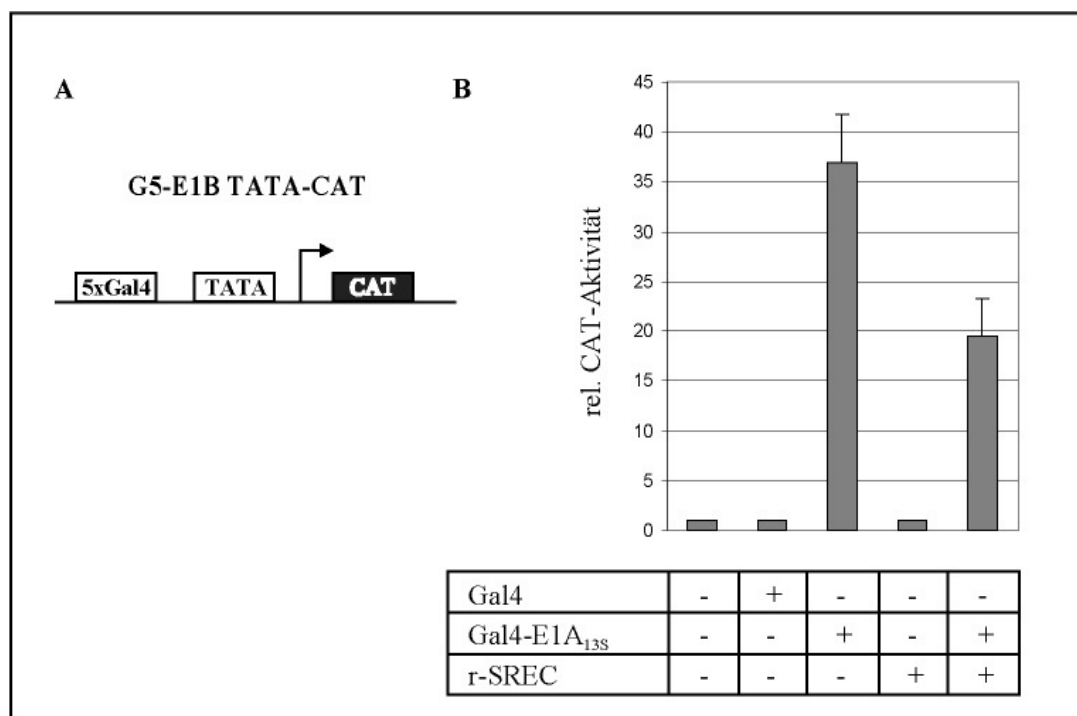 A
G5-E1B TATA-CAT
5xGal4 TATA CAT
B
rel. CAT-Aktivität
45
40
35
30
25
20
15
10
5
0
Gal4 - + - - -
Gal4-E1A13S - - + - +
r-SREC - - - + +